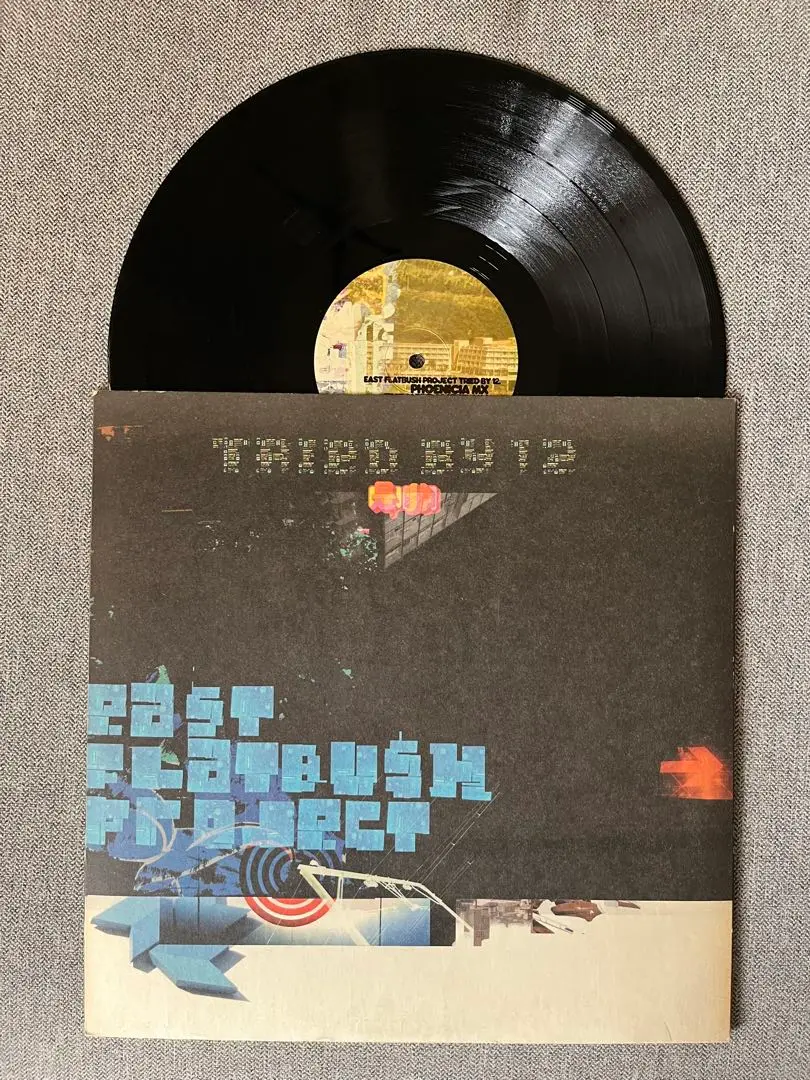 EAST FLATBUSH PROJECT TRIED BY 12.
PHOENICIA MX
TRIED BY 12
EAST
FLATBUSH
PROJECT